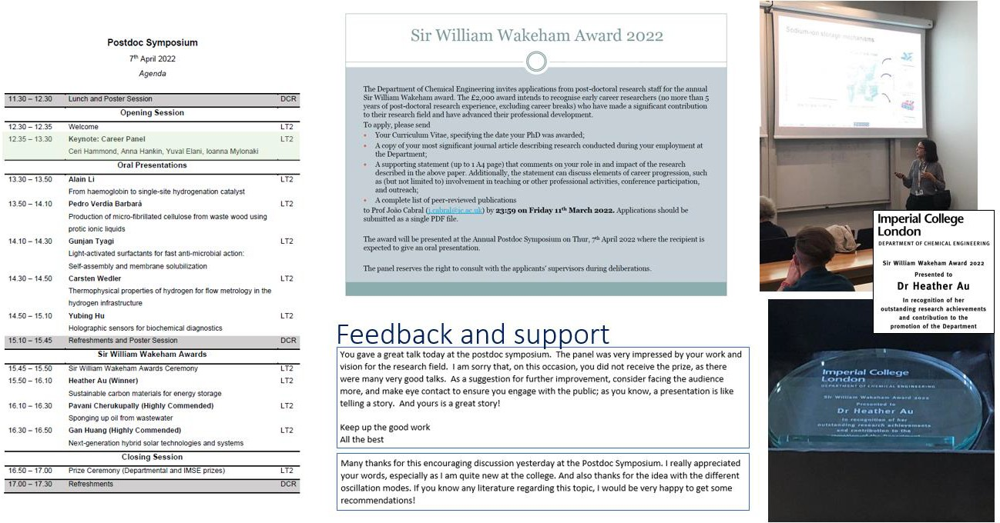 Postdoc Symposium
7th April 2022
Agenda
11.30 – 12.30 Lunch and Poster Session DCR
Opening Session
12.30 – 12.35 Welcome LT2
12.35 – 13.30 Keynote: Career Panel LT2
Ceri Hammond, Anna Hankin, Yuval Elani, Ioanna Mylonaki
Oral Presentations
13.30 – 13.50 Alain Li LT2
From haemoglobin to single-site hydrogenation catalyst
13.50 – 14.10 Pedro Verdía Barbará LT2
Production of micro-fibrillated cellulose from waste wood using
protic ionic liquids
14.10 – 14.30 Gunjan Tyagi LT2
Light-activated surfactants for fast anti-microbial action:
Self-assembly and membrane solubilization
14.30 – 14.50 Carsten Wedler LT2
Thermophysical properties of hydrogen for flow metrology in the
hydrogen infrastructure
14.50 – 15.10 Yubing Hu LT2
Holographic sensors for biochemical diagnostics
15.10 – 15.45 Refreshments and Poster Session DCR
Sir William Wakeham Awards
15.45 – 15.50 Sir William Wakeham Awards Ceremony LT2
15.50 – 16.10 Heather Au (Winner) LT2
Sustainable carbon materials for energy storage
16.10 – 16.30 Pavani Cherukupally (Highly Commended) LT2
Sponging up oil from wastewater
16.30 – 16.50 Gan Huang (Highly Commended) LT2
Next-generation hybrid solar technologies and systems
Closing Session
16.50 – 17.00 Prize Ceremony (Departmental and IMSE prizes) LT2
17.00 – 17.30 Refreshments DCR
Sir William Wakeham Award 2022
The Department of Chemical Engineering invites applications from post-doctoral research staff for the annual
Sir William Wakeham award. The £2,000 award intends to recognise early career researchers (no more than 5
years of post-doctoral research experience, excluding career breaks) who have made a significant contribution
to their research field and have advanced their professional development.
To apply, please send
• Your Curriculum Vitae, specifying the date your PhD was awarded;
• A copy of your most significant journal article describing research conducted during your employment at
the Department;
• A supporting statement (up to 1 A4 page) that comments on your role in and impact of the research
described in the above paper. Additionally, the statement can discuss elements of career progression, such
as (but not limited to) involvement in teaching or other professional activities, conference participation,
and outreach;
• A complete list of peer-reviewed publications
to Prof João Cabral (j.cabral@ic.ac.uk) by 23:59 on Friday 11th March 2022. Applications should be
submitted as a single PDF file.
The award will be presented at the Annual Postdoc Symposium on Thur, 7th April 2022 where the recipient is
expected to give an oral presentation.
The panel reserves the right to consult with the applicants' supervisors during deliberations.
Feedback and support
You gave a great talk today at the postdoc symposium. The panel was very impressed by your work and
vision for the research field. I am sorry that, on this occasion, you did not receive the prize, as there
were many very good talks. As a suggestion for further improvement, consider facing the audience
more, and make eye contact to ensure you engage with the public; as you know, a presentation is like
telling a story. And yours is a great story!
Keep up the good work
All the best
Many thanks for this encouraging discussion yesterday at the Postdoc Symposium. I really appreciated
your words, especially as I am quite new at the college. And also thanks for the idea with the different
oscillation modes. If you know any literature regarding this topic, I would be very happy to get some
recommendations!
Sodium-ion storage mechanisms
Imperial College
London
DEPARTMENT OF CHEMICAL ENGINEERING
Sir William Wakeham Award 2022
Presented to
Dr Heather Au
In recognition of her
outstanding research achievements
and contribution to the
promotion of the Department
Imperial College
London
DEPARTMENT OF CHEMICAL ENGINEERING
Sir William Wakeham Award 2022
Presented to
Dr Heather Au
In recognition of her
outstanding research achievements
and contribution to the